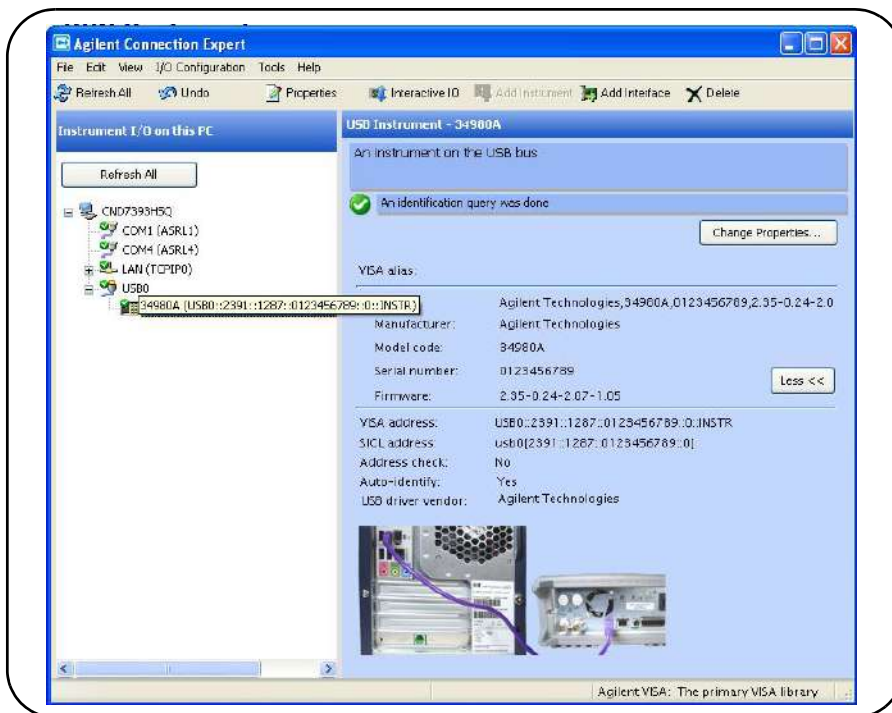 Agilent Connection Expert
File Edit View I/O Configuration Tools Help
Refresh All Undo Properties Interactive IO Add Instrument Add Interface Delete
Instrument I/O on this PC
Refresh All
CND7393H5Q
COM1 (ASRL1)
COM4 (ASRL4)
LAN (TCPIP0)
USB0
34980A (USB0::2391::1287::0123456789::0::INSTR)
USB Instrument - 34980A
An instrument on the USB bus
An identification query was done
Change Properties...
VISA alias:
Agilent Technologies,34980A,0123456789,2.35-0.24-2.0
Manufacturer: Agilent Technologies
Model code: 34980A
Serial number: 0123456789
Less <<
Firmware: 2.35-0.24-2.07-1.05
VISA address: USB0::2391::1287::0123456789::0::INSTR
SICL address usb0[2391::1287::0123456789::0]
Address check: No
Auto-identify: Yes
USB driver vendor: Agilent Technologies
Agilent VISA: The primary VISA library